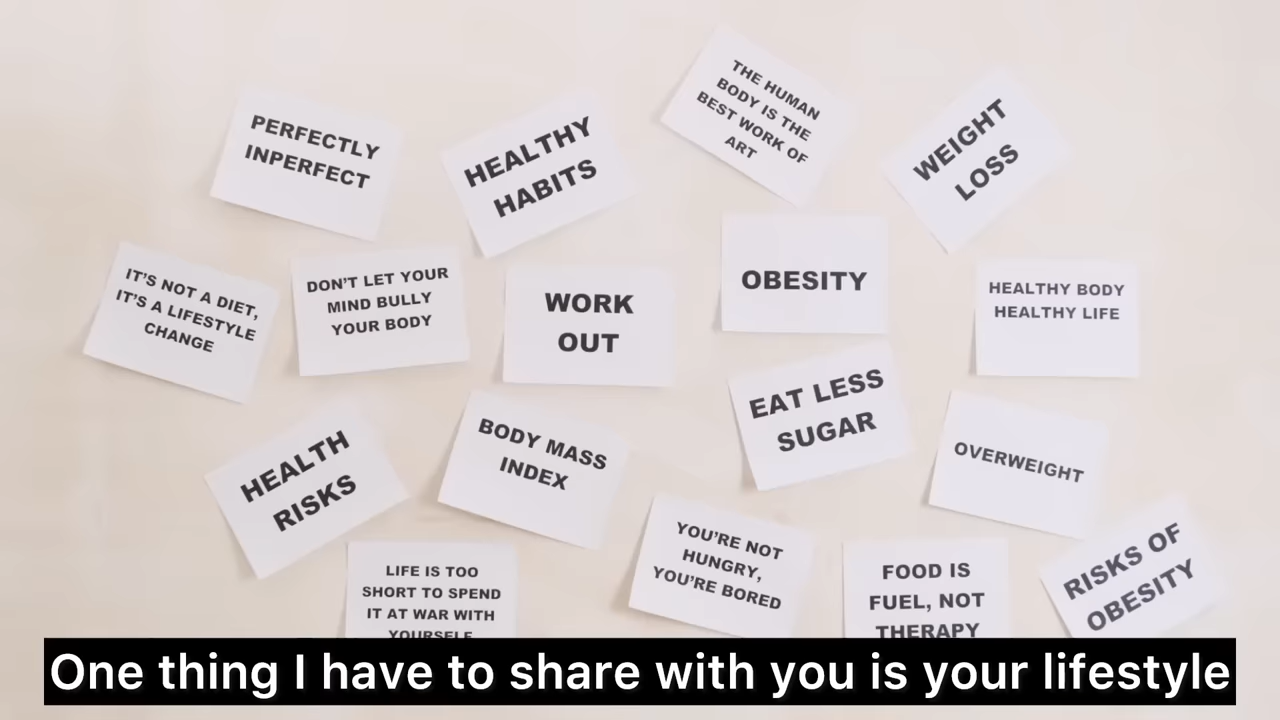 PERFECTLY
INPERFECT
HEALTHY
HABITS
THE HUMAN
BODY IS THE
BEST WORK OF
ART
WEIGHT
LOSS
IT'S NOT A DIET,
IT'S A LIFESTYLE
CHANGE
DON'T LET YOUR
MIND BULLY
YOUR BODY
WORK
OUT
OBESITY
HEALTHY BODY
HEALTHY LIFE
HEALTH
RISKS
BODY MASS
INDEX
EAT LESS
SUGAR
OVERWEIGHT
LIFE IS TOO
SHORT TO SPEND
IT AT WAR WITH
YOURSELF
YOU'RE NOT
HUNGRY,
YOU'RE BORED
FOOD IS
FUEL, NOT
THERAPY
RISKS OF
OBESITY
One thing I have to share with you is your lifestyle